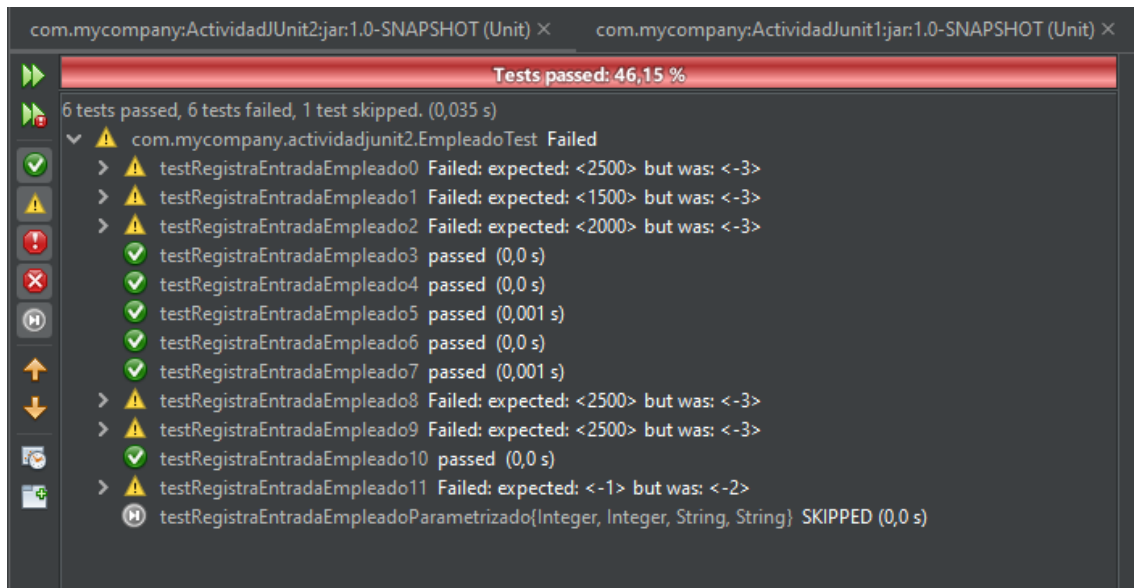 com.mycompany:ActividadJUnit2:jar:1.0-SNAPSHOT (Unit) × com.mycompany:ActividadJunit1:jar:1.0-SNAPSHOT (Unit) ×
Tests passed: 46,15 %
6 tests passed, 6 tests failed, 1 test skipped. (0,035 s)
com.mycompany.actividadjunit2.EmpleadoTest Failed
testRegistraEntradaEmpleado0 Failed: expected: <2500> but was: <-3>
testRegistraEntradaEmpleado1 Failed: expected: <1500> but was: <-3>
testRegistraEntradaEmpleado2 Failed: expected: <2000> but was: <-3>
testRegistraEntradaEmpleado3 passed (0,0 s)
testRegistraEntradaEmpleado4 passed (0,0 s)
testRegistraEntradaEmpleado5 passed (0,001 s)
testRegistraEntradaEmpleado6 passed (0,0 s)
testRegistraEntradaEmpleado7 passed (0,001 s)
testRegistraEntradaEmpleado8 Failed: expected: <2500> but was: <-3>
testRegistraEntradaEmpleado9 Failed: expected: <2500> but was: <-3>
testRegistraEntradaEmpleado10 passed (0,0 s)
testRegistraEntradaEmpleado11 Failed: expected: <-1> but was: <-2>
testRegistraEntradaEmpleadoParametrizado{Integer, Integer, String, String} SKIPPED (0,0 s)